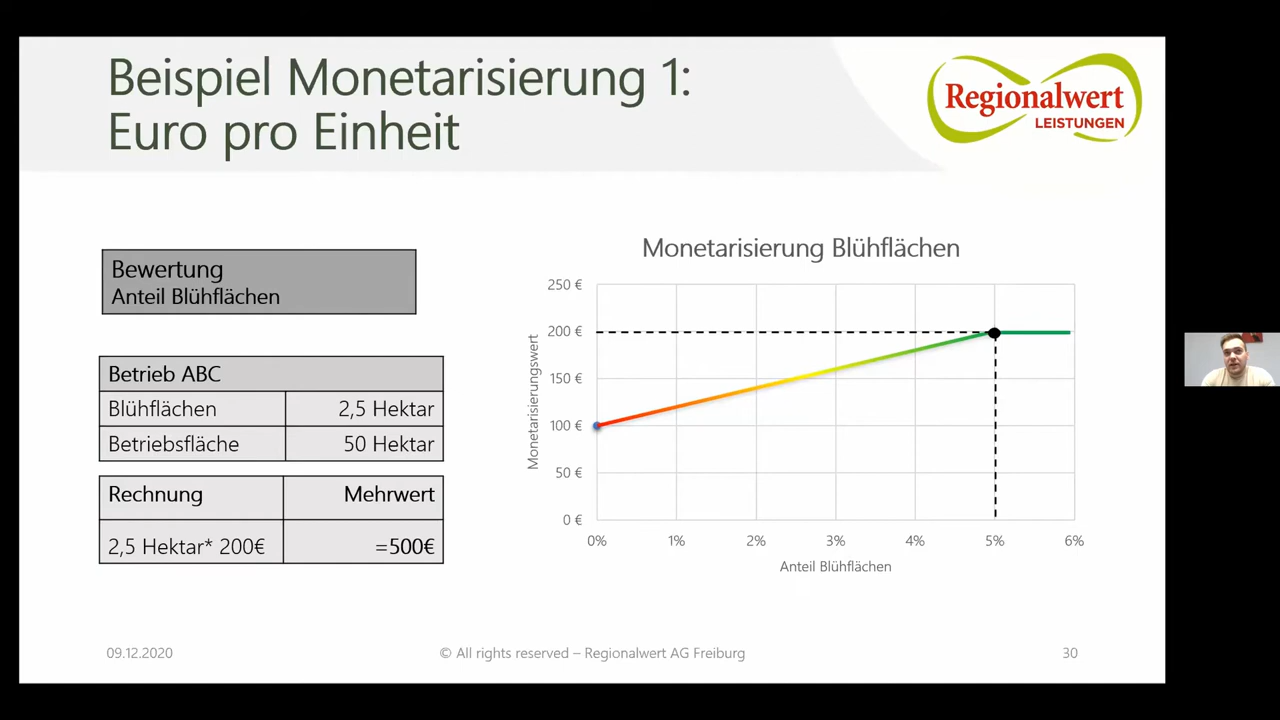 Beispiel Monetarisierung 1:
Euro pro Einheit
Regionalwert
LEISTUNGEN
Bewertung
Anteil Blühflächen
Betrieb ABC
Blühflächen 2,5 Hektar
Betriebsfläche 50 Hektar
Rechnung Mehrwert
2,5 Hektar* 200€ =500€
Monetarisierung Blühflächen
Monetarisierungswert
250 €
200 €
150 €
100 €
50 €
0 €
0% 1% 2% 3% 4% 5% 6%
Anteil Blühflächen
09.12.2020 © All rights reserved – Regionalwert AG Freiburg 30